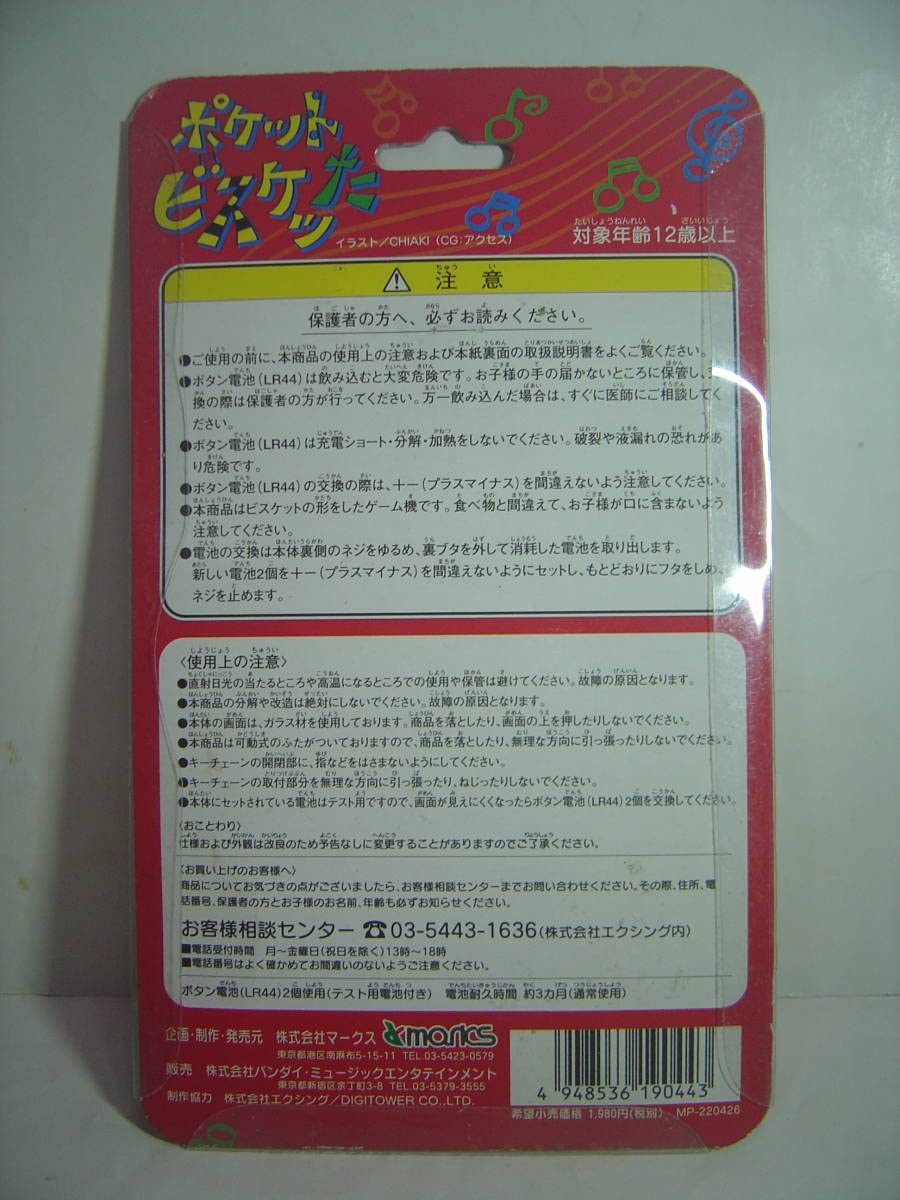 ポケット
ビスケッた
イラスト/CHIAKI (CG:アクセス)
対象年齢12歳以上
注意
保護者の方へ、必ずお読みください。
●ご使用の前に、本商品の使用上の注意および本紙裏面の取扱説明書をよくご覧ください。
●ボタン電池(LR44)は飲み込むと大変危険です。お子様の手の届かないところに保管し、
換の際は保護者の方が行ってください。万一飲み込んだ場合は、すぐに医師にご相談してく
ださい。
●ボタン電池(LR44)は充電ショート・分解・加熱をしないでください。破裂や液漏れの恐れがあ
り危険です。
●ボタン電池(LR44)の交換の際は、+-(プラスマイナス)を間違えないよう注意してください。
●本商品はビスケットの形をしたゲーム機です。食べ物と間違えて、お子様が口に含まないよう
注意してください。
●電池の交換は本体裏側のネジをゆるめ、裏ブタを外して消耗した電池を取り出します。
新しい電池2個を+-(プラスマイナス)を間違えないようにセットし、もとどおりにフタをしめ、
ネジを止めます。
〈使用上の注意〉
●直射日光の当たるところや高温になるところでの使用や保管は避けてください。故障の原因となります。
●本商品の分解や改造は絶対にしないでください。故障の原因となります。
●本体の画面は、ガラス材を使用しております。商品を落としたり、画面の上を押したりしないでください。
●本商品は可動式のふたがついておりますので、商品を落としたり、無理な方向に引っ張ったりしないでください。
●キーチェーンの開閉部に、指などをはさまないようにしてください。
●キーチェーンの取付部分を無理な方向に引っ張ったり、ねじったりしないでください。
●本体にセットされている電池はテスト用ですので、画面が見えにくくなったらボタン電池(LR44)2個を交換してください。
〈おことわり〉
仕様および外観は改良のため予告なしに変更することがありますのでご了承ください。
〈お買い上げのお客様へ〉
商品についてお気づきの点がございましたら、お客様相談センターまでお問い合わせください。その際、住所、電
話番号、保護者の方とお子様のお名前、年齢も必ずお知らせください。
お客様相談センター ☎03-5443-1636(株式会社エクシング内)
■電話受付時間 月〜金曜日(祝日を除く)13時〜18時
■電話番号はよく確かめてお間違いのないようご注意ください。
ボタン電池(LR44)2個使用(テスト用電池付き) 電池耐久時間 約3カ月(通常使用)
企画・制作・発売元 株式会社マークス marks
東京都港区南麻布5-15-11 TEL.03-5423-0579
販売 株式会社バンダイ・ミュージックエンタテインメント
東京都新宿区余丁町3-8 TEL.03-5379-3555
制作協力 株式会社エクシング/DIGITOWER CO.,LTD.
4 948536 190443
希望小売価格 1,980円(税別) MP-220426